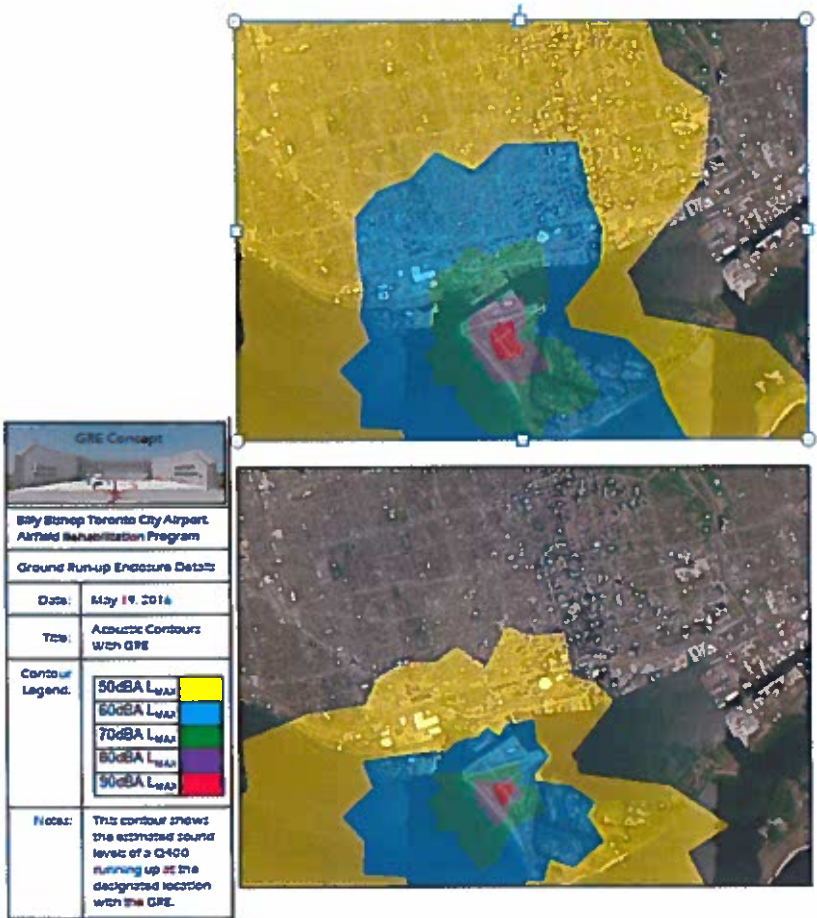 GRE Concept
Billy Bishop Toronto City Airport
Airfield Rehabilitation Program
Ground Run-up Enclosure Details
Date: May 19, 2016
Title: Acoustic Contours
with GRE
Contour
Legend:
50dBA LMAX
60dBA LMAX
70dBA LMAX
80dBA LMAX
90dBA LMAX
Notes: This contour shows
the estimated sound
levels of a Q400
running up at the
designated location
with the GRE.